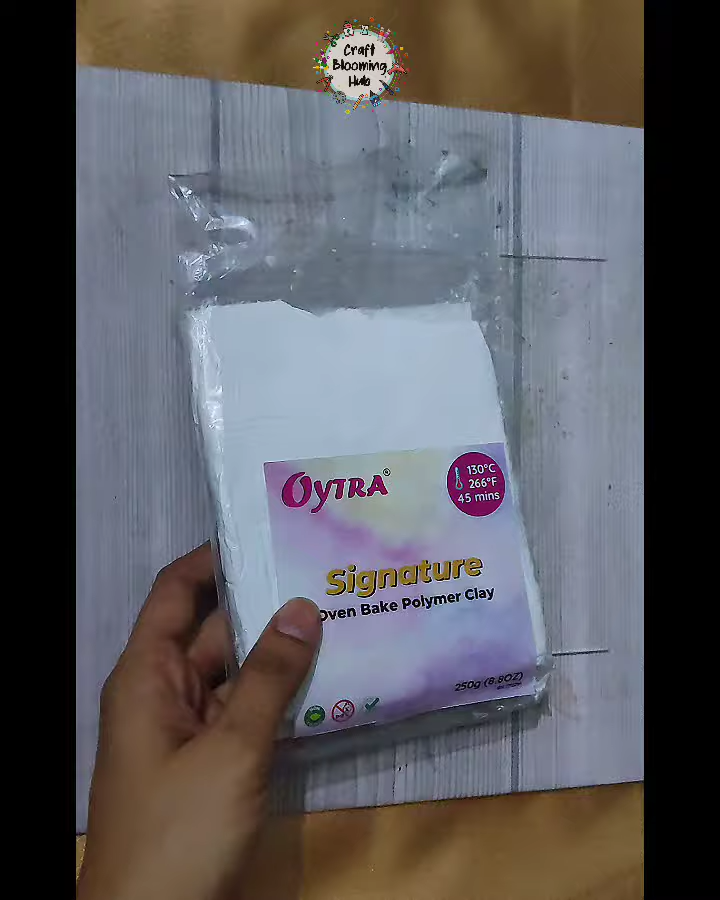 Craft
Blooming
Hub
OYTRA®
130°C
266°F
45 mins
Signature
Oven Bake Polymer Clay
250g (8.8OZ)